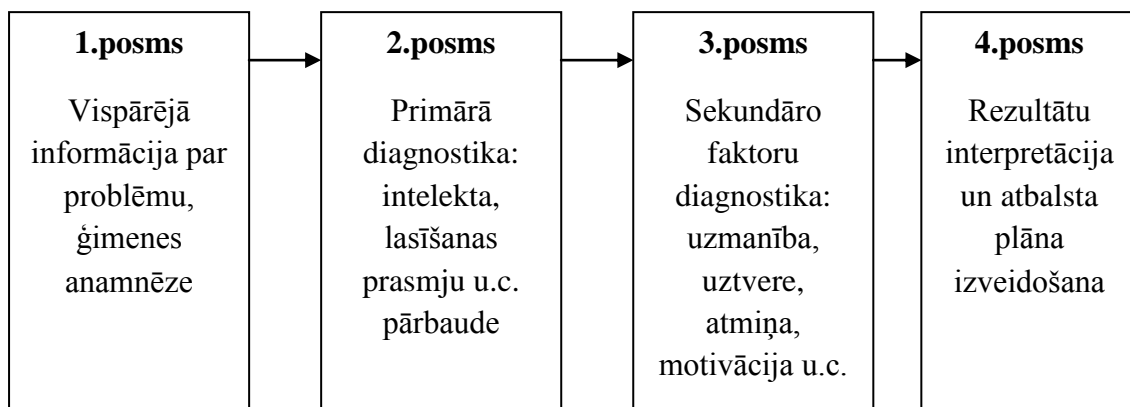 1.posms
Vispārējā
informācija par
problēmu,
ģimenes
anamnēze
2.posms
Primārā
diagnostika:
intelekta,
lasīšanas
prasmju u.c.
pārbaude
3.posms
Sekundāro
faktoru
diagnostika:
uzmanība,
uztvere,
atmiņa,
motivācija u.c.
4.posms
Rezultātu
interpretācija
un atbalsta
plāna
izveidošana